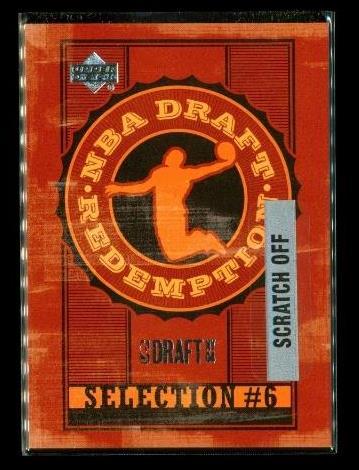 UPPER DECK
NBA DRAFT
REDEMPTION
SCRATCH OFF
DRAFT
SELECTION #6